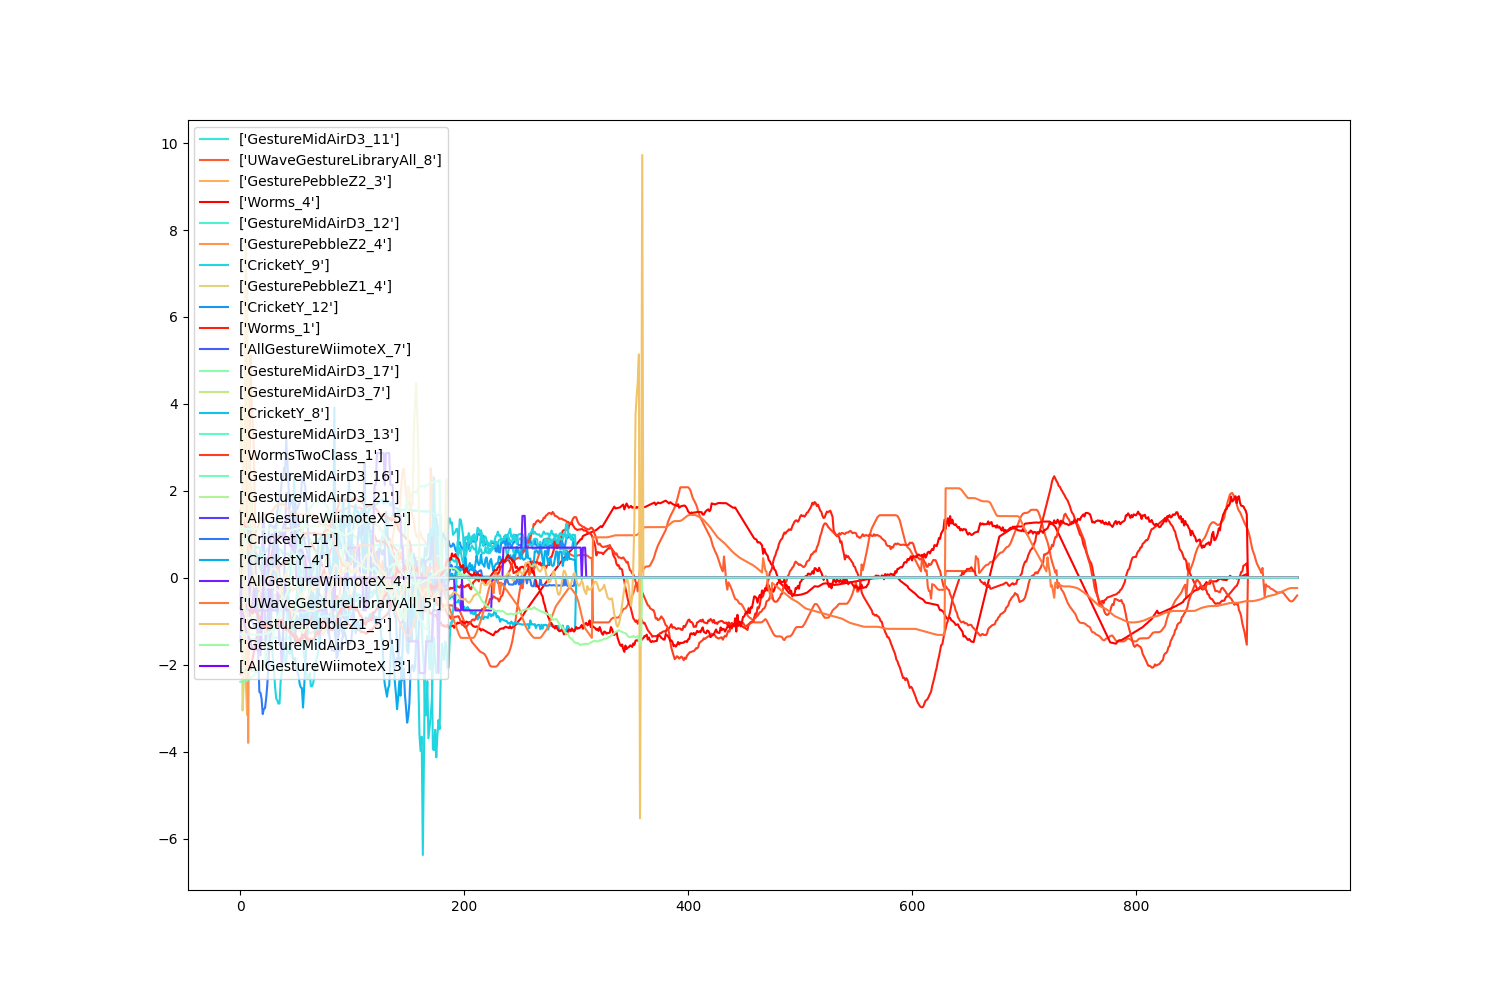 10
8
6
4
2
0
−2
−4
−6
['GestureMidAirD3_11']
['UWaveGestureLibraryAll_8']
['GesturePebbleZ2_3']
['Worms_4']
['GestureMidAirD3_12']
['GesturePebbleZ2_4']
['CricketY_9']
['GesturePebbleZ1_4']
['CricketY_12']
['Worms_1']
['AllGestureWiimoteX_7']
['GestureMidAirD3_17']
['GestureMidAirD3_7']
['CricketY_8']
['GestureMidAirD3_13']
['WormsTwoClass_1']
['GestureMidAirD3_16']
['GestureMidAirD3_21']
['AllGestureWiimoteX_5']
['CricketY_11']
['CricketY_4']
['AllGestureWiimoteX_4']
['UWaveGestureLibraryAll_5']
['GesturePebbleZ1_5']
['GestureMidAirD3_19']
['AllGestureWiimoteX_3']
0 200 400 600 800